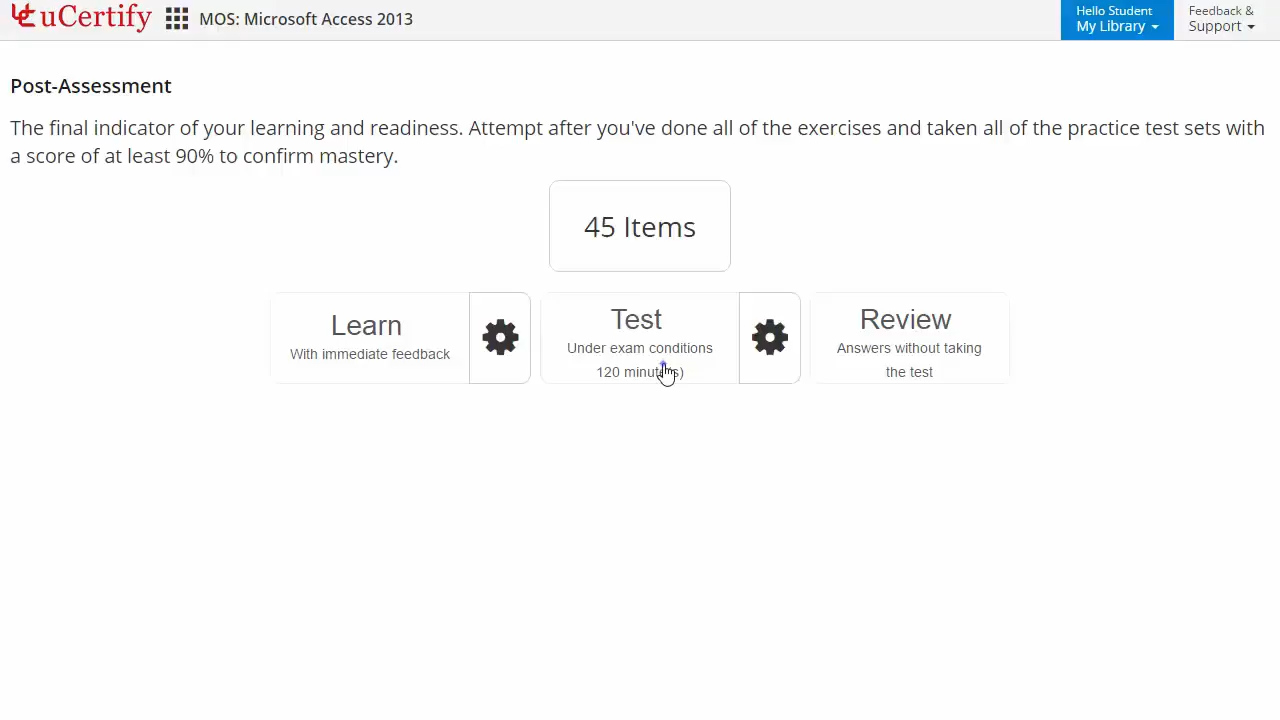 uCertify
MOS: Microsoft Access 2013
Hello Student
My Library
Feedback &
Support
Post-Assessment
The final indicator of your learning and readiness. Attempt after you've done all of the exercises and taken all of the practice test sets with
a score of at least 90% to confirm mastery.
45 Items
Learn
With immediate feedback
Test
Under exam conditions
120 minute(s)
Review
Answers without taking
the test